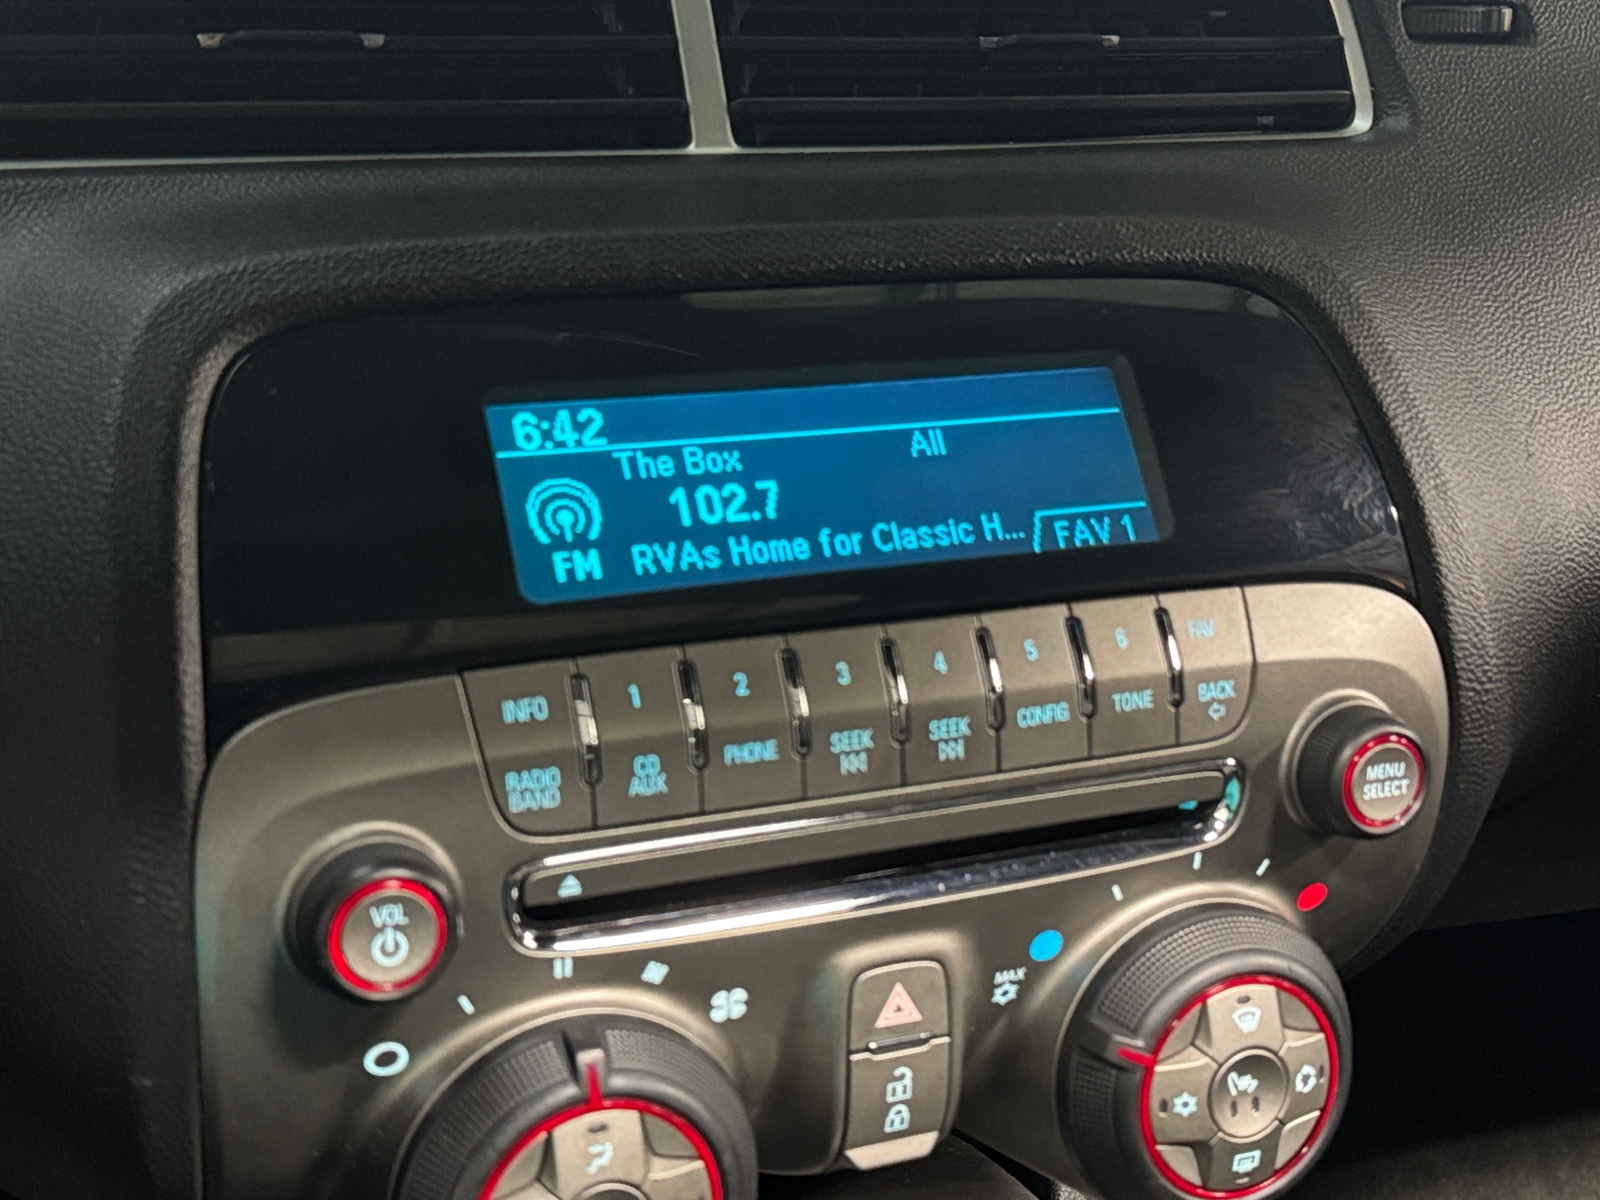 6:42
The Box
All
102.7
FM
RVAs Home for Classic H...
FAV 1
INFO
1
2
3
4
5
6
FAV
RADIO
BAND
CD
AUX
PHONE
SEEK
SEEK
CONFIG
TONE
BACK
MENU
SELECT
VOL
MAX